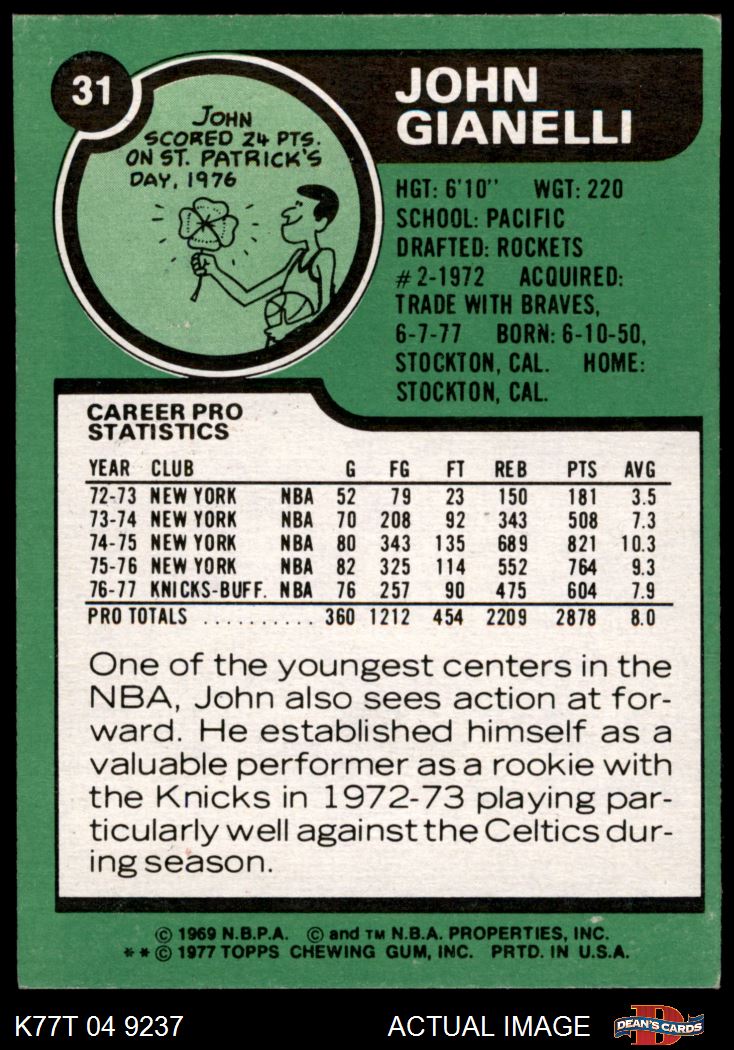 31
JOHN
SCORED 24 PTS.
ON ST. PATRICK'S
DAY, 1976
JOHN
GIANELLI
HGT: 6'10" WGT: 220
SCHOOL: PACIFIC
DRAFTED: ROCKETS
#2-1972 ACQUIRED:
TRADE WITH BRAVES,
6-7-77 BORN: 6-10-50,
STOCKTON, CAL. HOME:
STOCKTON, CAL.
CAREER PRO
STATISTICS
YEAR CLUB G FG FT REB PTS AVG
72-73 NEW YORK NBA 52 79 23 150 181 3.5
73-74 NEW YORK NBA 70 208 92 343 508 7.3
74-75 NEW YORK NBA 80 343 135 689 821 10.3
75-76 NEW YORK NBA 82 325 114 552 764 9.3
76-77 KNICKS-BUFF. NBA 76 257 90 475 604 7.9
PRO TOTALS .......... 360 1212 454 2209 2878 8.0
One of the youngest centers in the
NBA, John also sees action at for-
ward. He established himself as a
valuable performer as a rookie with
the Knicks in 1972-73 playing par-
ticularly well against the Celtics dur-
ing season.
© 1969 N.B.P.A. © and TM N.B.A. PROPERTIES, INC.
**© 1977 TOPPS CHEWING GUM, INC. PRTD. IN U.S.A.
K77T 04 9237 ACTUAL IMAGE D DEAN'S CARDS